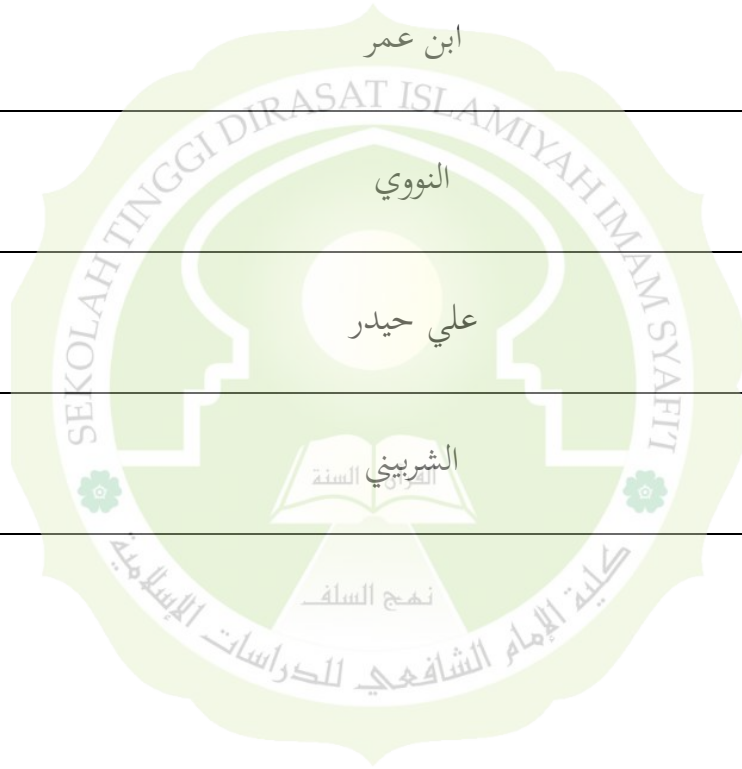 ابن عمر
SEKOLAH TINGGI DIRASAT ISLAMIYAH IMAM SYAFI'I
النووي
علي حيدر
الشربيني
القرآن السنة
نهج السلف
كلية الإمام الشافعي للدراسات الإسلامية